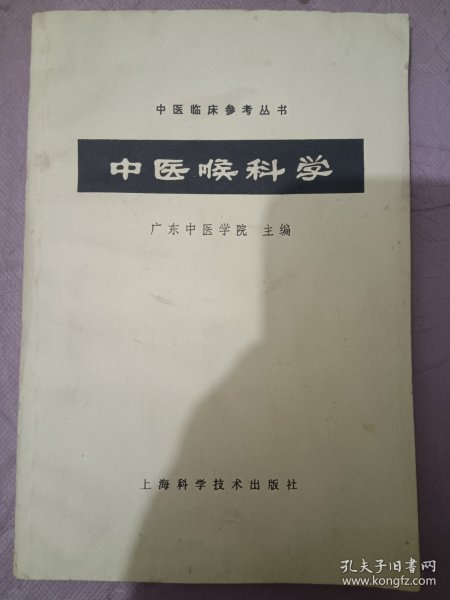 中医临床参考丛书
中医喉科学
广东中医学院 主编
上海科学技术出版社
孔夫子旧书网
www.kongfz.com